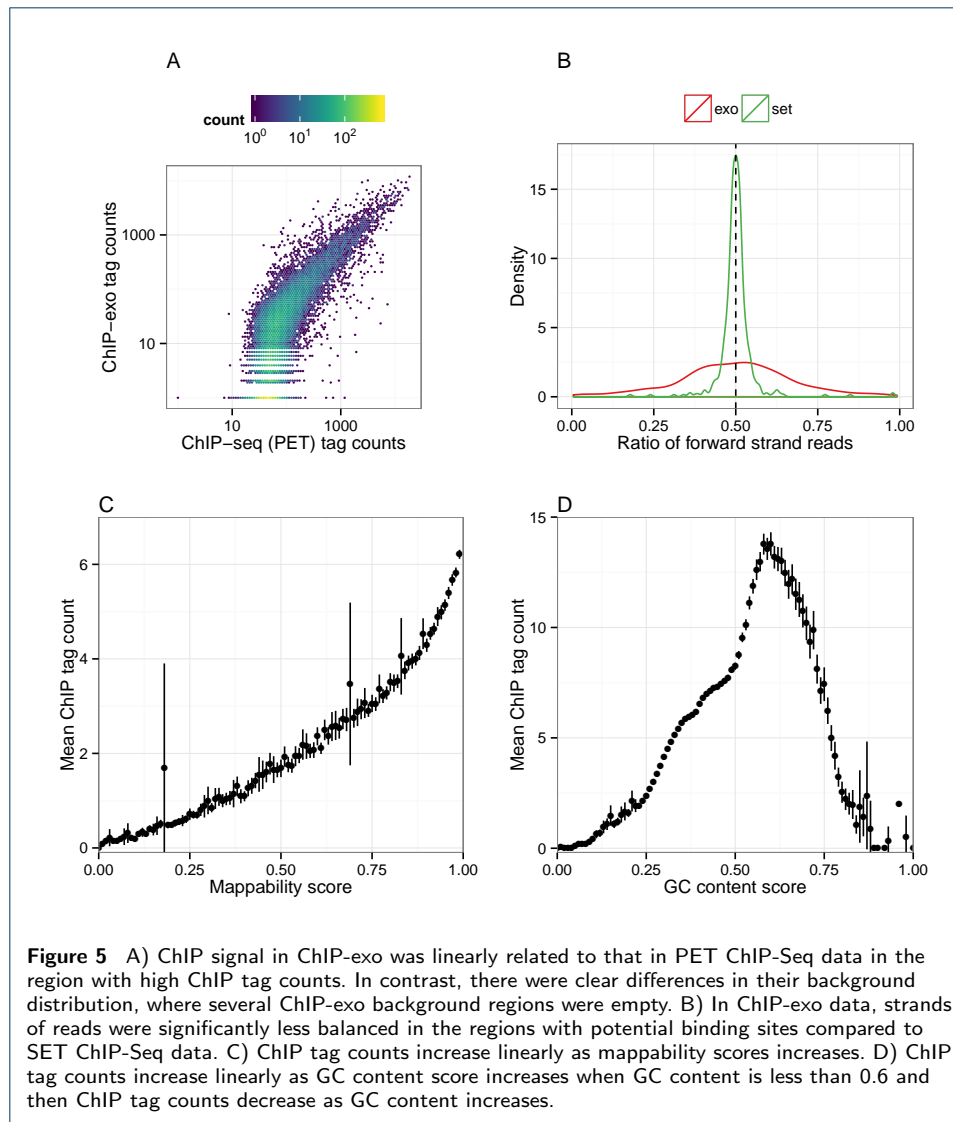 A
count
10⁰ 10¹ 10²
ChIP−exo tag counts
1000
10
10 1000
ChIP−seq (PET) tag counts
B
exo set
Density
15
10
5
0
0.00 0.25 0.50 0.75 1.00
Ratio of forward strand reads
C
Mean ChIP tag count
6
4
2
0
0.00 0.25 0.50 0.75 1.00
Mappability score
D
Mean ChIP tag count
15
10
5
0
0.00 0.25 0.50 0.75 1.00
GC content score
Figure 5 A) ChIP signal in ChIP-exo was linearly related to that in PET ChIP-Seq data in the
region with high ChIP tag counts. In contrast, there were clear differences in their background
distribution, where several ChIP-exo background regions were empty. B) In ChIP-exo data, strands
of reads were significantly less balanced in the regions with potential binding sites compared to
SET ChIP-Seq data. C) ChIP tag counts increase linearly as mappability scores increases. D) ChIP
tag counts increase linearly as GC content score increases when GC content is less than 0.6 and
then ChIP tag counts decrease as GC content increases.